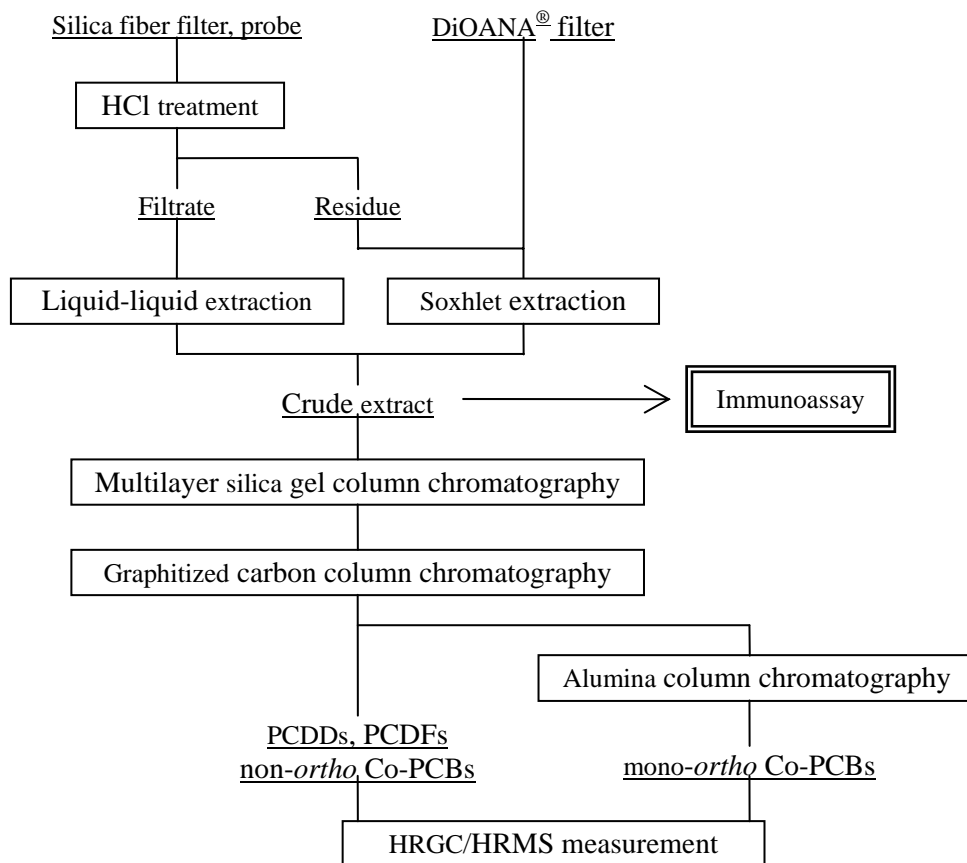 Silica fiber filter, probe
DiOANA® filter
HCl treatment
Filtrate
Residue
Liquid-liquid extraction
Soxhlet extraction
Crude extract
Immunoassay
Multilayer silica gel column chromatography
Graphitized carbon column chromatography
Alumina column chromatography
PCDDs, PCDFs
non-ortho Co-PCBs
mono-ortho Co-PCBs
HRGC/HRMS measurement